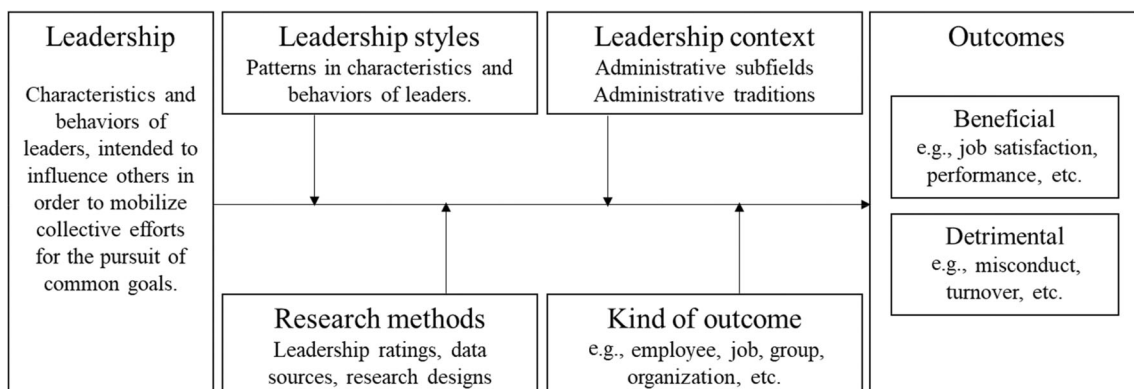 Leadership
Characteristics and
behaviors of
leaders, intended to
influence others in
order to mobilize
collective efforts
for the pursuit of
common goals.
Leadership styles
Patterns in characteristics and
behaviors of leaders.
Leadership context
Administrative subfields
Administrative traditions
Research methods
Leadership ratings, data
sources, research designs
Kind of outcome
e.g., employee, job, group,
organization, etc.
Outcomes
Beneficial
e.g., job satisfaction,
performance, etc.
Detrimental
e.g., misconduct,
turnover, etc.